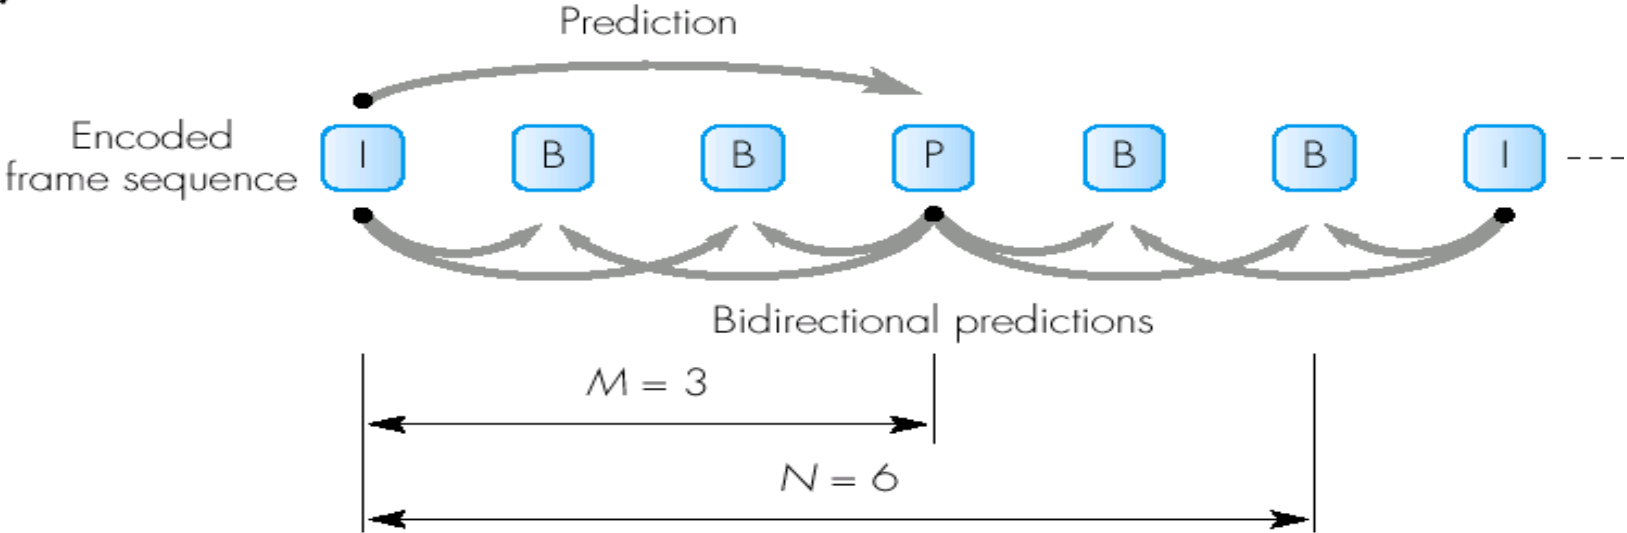 Prediction
Encoded
frame sequence
I B B P B B I
Bidirectional predictions
M = 3
N = 6